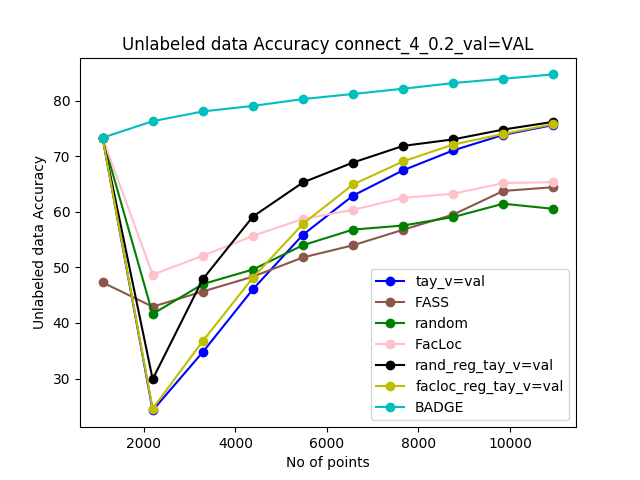 Unlabeled data Accuracy connect_4_0.2_val=VAL
Unlabeled data Accuracy
80
70
60
50
40
30
tay_v=val
FASS
random
FacLoc
rand_reg_tay_v=val
facloc_reg_tay_v=val
BADGE
2000 4000 6000 8000 10000
No of points